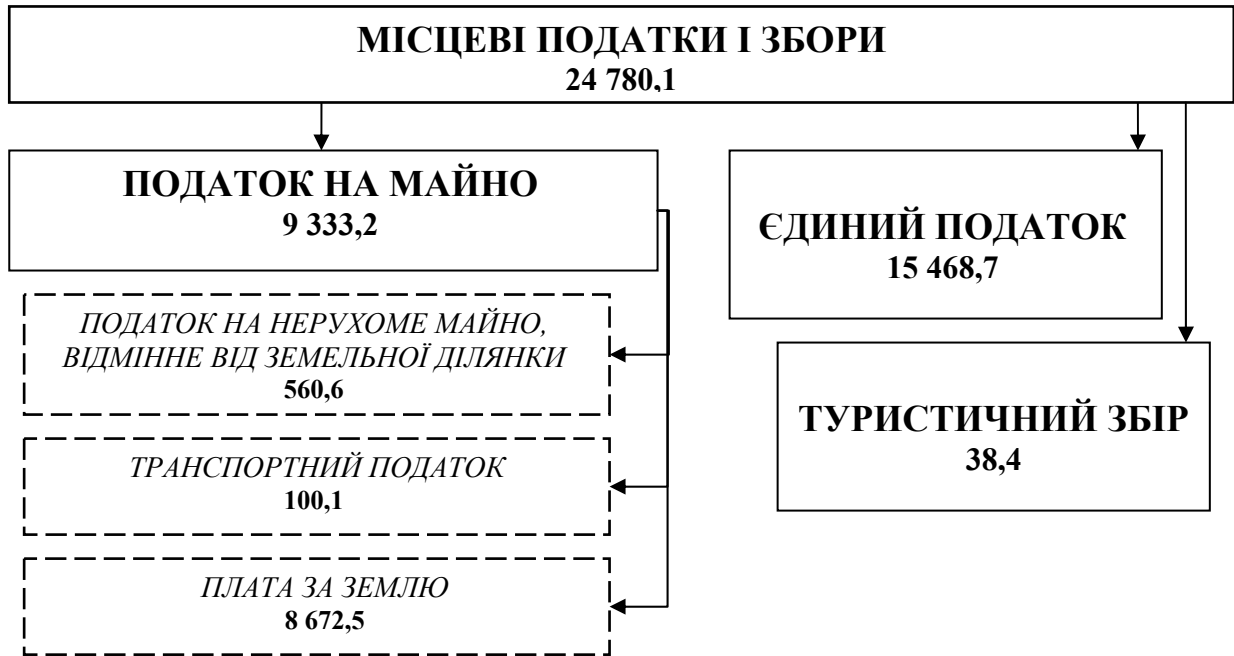 МІСЦЕВІ ПОДАТКИ І ЗБОРИ
24 780,1
ПОДАТОК НА МАЙНО
9 333,2
ПОДАТОК НА НЕРУХОМЕ МАЙНО,
ВІДМІННЕ ВІД ЗЕМЕЛЬНОЇ ДІЛЯНКИ
560,6
ТРАНСПОРТНИЙ ПОДАТОК
100,1
ПЛАТА ЗА ЗЕМЛЮ
8 672,5
ЄДИНИЙ ПОДАТОК
15 468,7
ТУРИСТИЧНИЙ ЗБІР
38,4